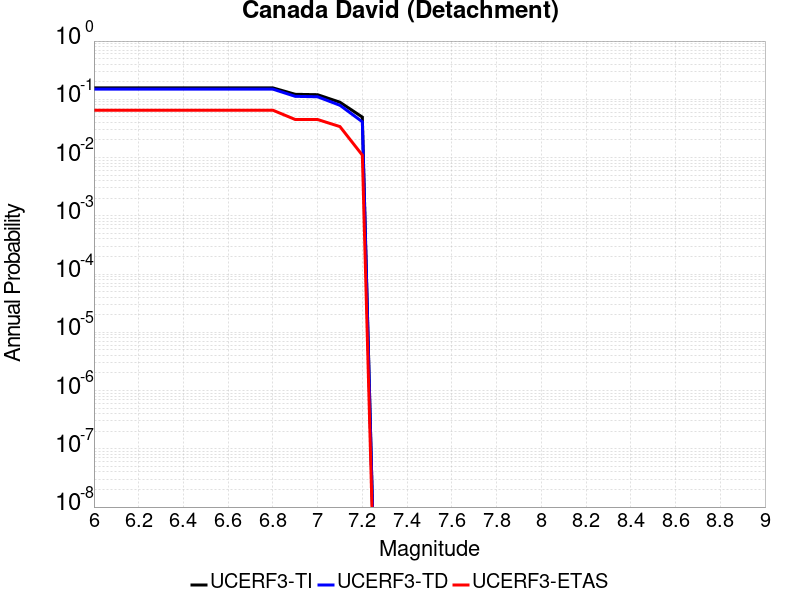 Canada David (Detachment)
10^0
10^-1
10^-2
10^-3
10^-4
10^-5
10^-6
10^-7
10^-8
Annual Probability
6 6.2 6.4 6.6 6.8 7 7.2 7.4 7.6 7.8 8 8.2 8.4 8.6 8.8 9
Magnitude
UCERF3-TI UCERF3-TD UCERF3-ETAS